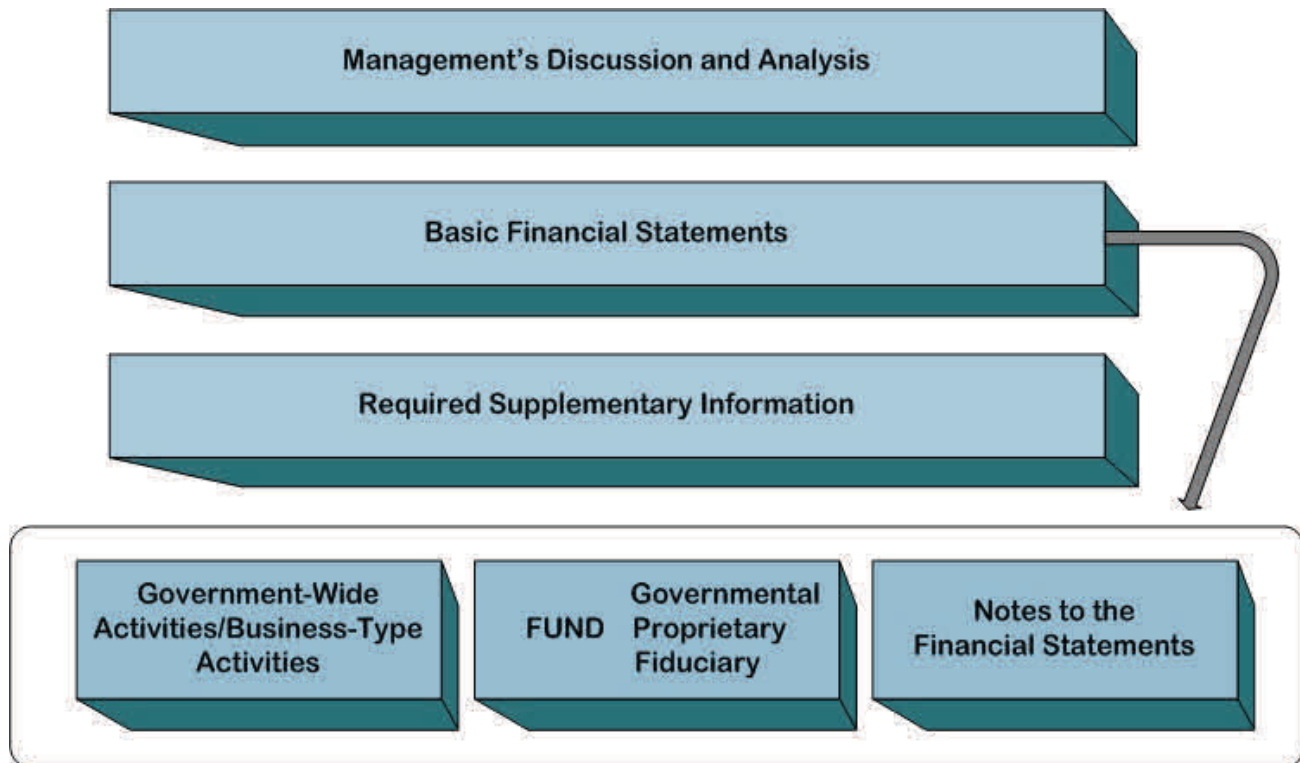 Management's Discussion and Analysis
Basic Financial Statements
Required Supplementary Information
Government-Wide
Activities/Business-Type
Activities
Governmental
FUND Proprietary
Fiduciary
Notes to the
Financial Statements